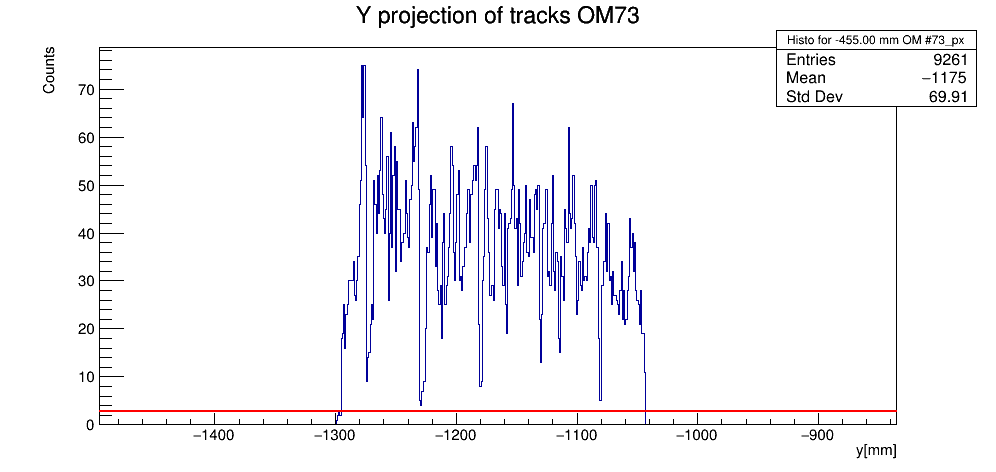 Y projection of tracks OM73
Histo for -455.00 mm OM #73_px
Entries 9261
Mean −1175
Std Dev 69.91
Counts
70
60
50
40
30
20
10
0
−1400 −1300 −1200 −1100 −1000 −900
y[mm]